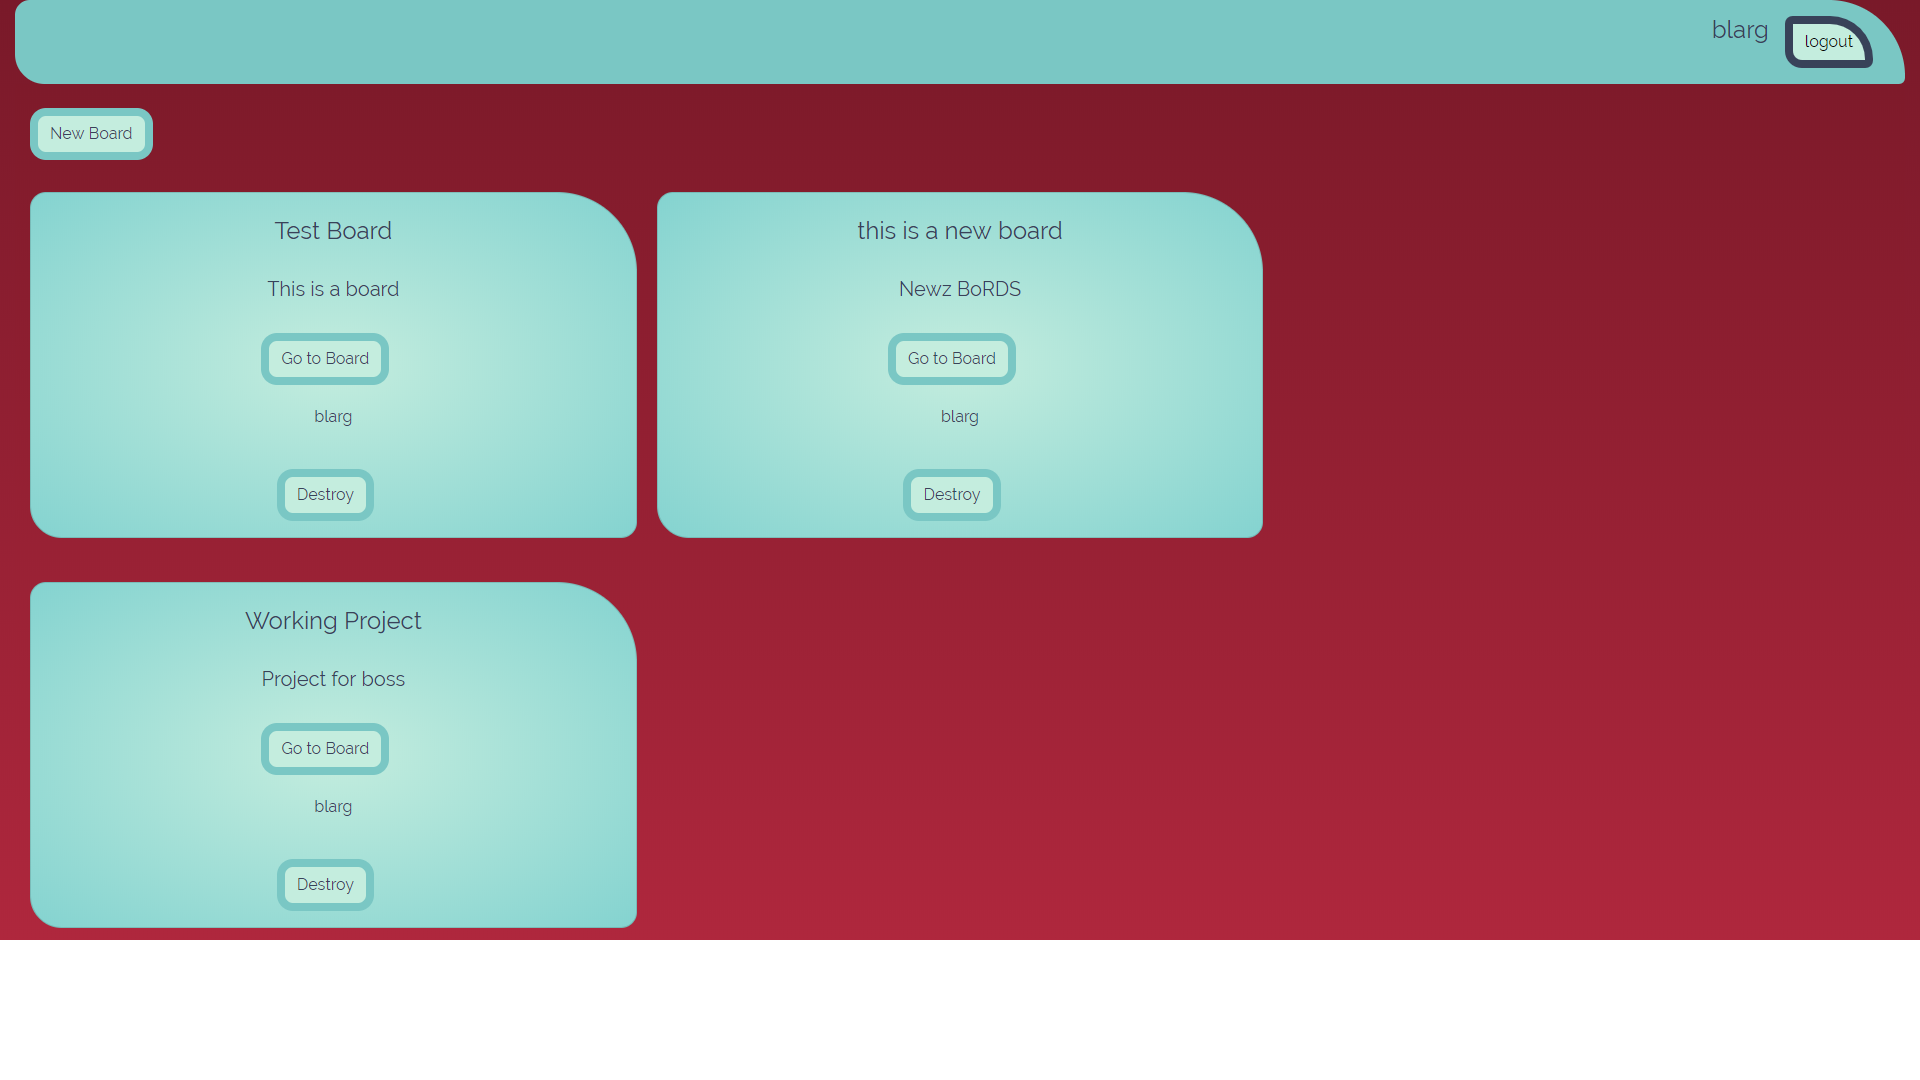 blarg
logout
New Board
Test Board
This is a board
Go to Board
blarg
Destroy
this is a new board
Newz BoRDS
Go to Board
blarg
Destroy
Working Project
Project for boss
Go to Board
blarg
Destroy